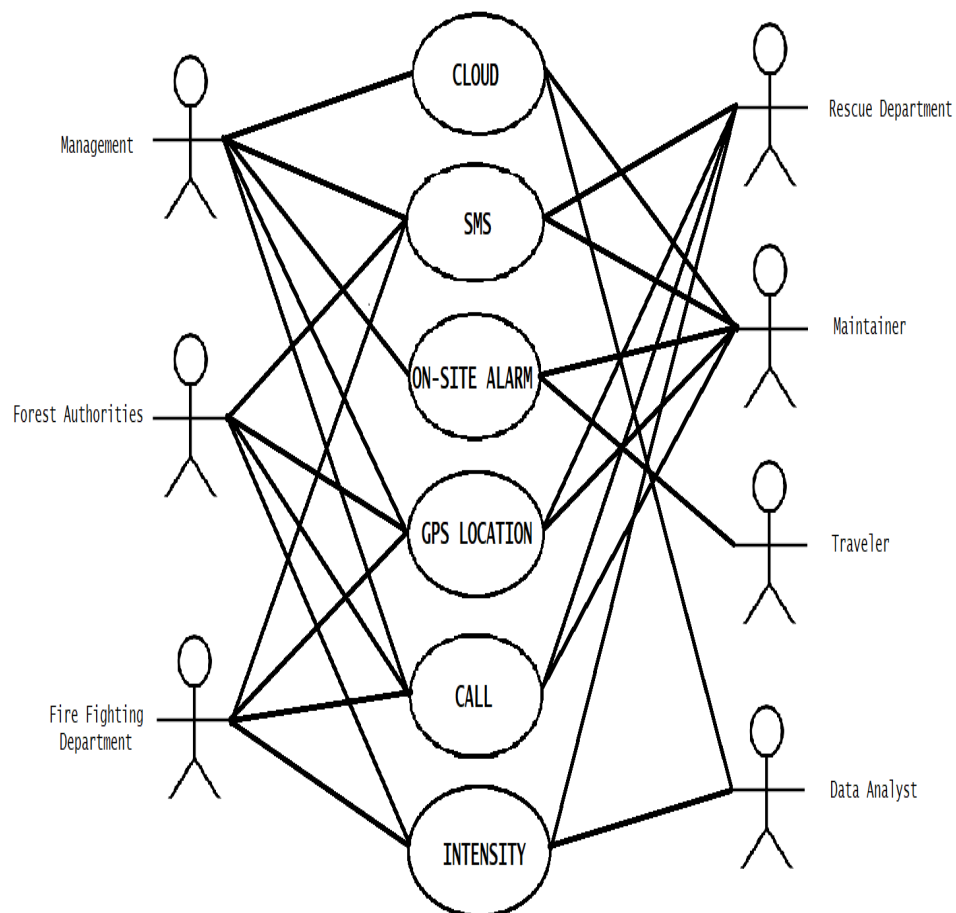 CLOUD
Rescue Department
Management
SMS
Maintainer
ON-SITE ALARM
Forest Authorities
GPS LOCATION
Traveler
CALL
Fire Fighting
Department
Data Analyst
INTENSITY